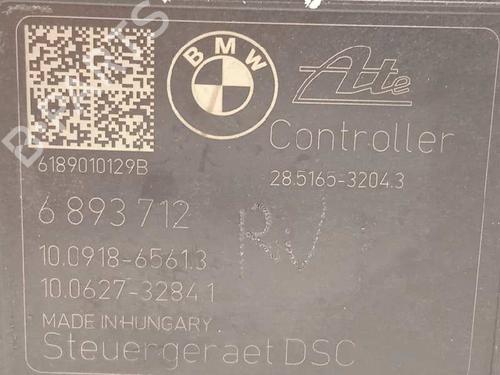 BMW
Ate
Controller
6189010129B
28.5165-3204.3
6 893 712
RV
10.0918-6561.3
10.0627-3284.1
MADE IN HUNGARY
Steuergeraet DSC